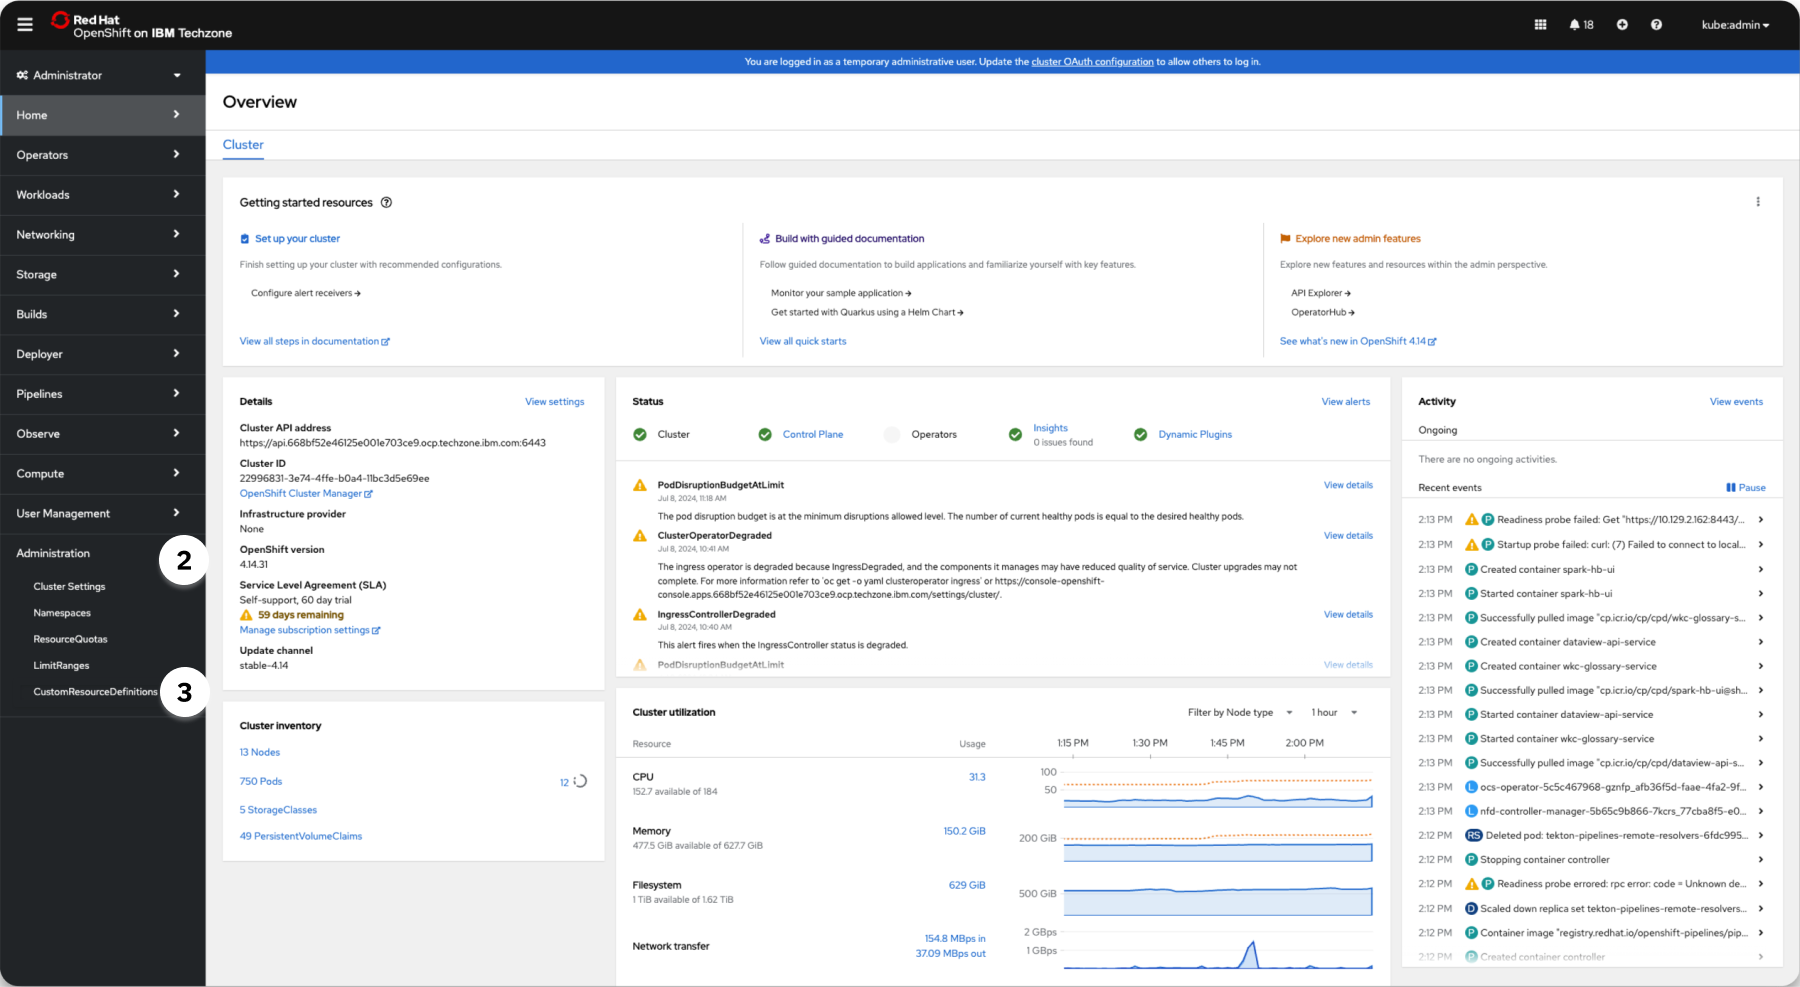 Red Hat
OpenShift on IBM Techzone
18
kube:admin
Administrator
Home
Operators
Workloads
Networking
Storage
Builds
Deployer
Pipelines
Observe
Compute
User Management
Administration
2
Cluster Settings
Namespaces
ResourceQuotas
LimitRanges
CustomResourceDefinitions
3
You are logged in as a temporary administrative user. Update the cluster OAuth configuration to allow others to log in.
Overview
Cluster
Getting started resources
Set up your cluster
Finish setting up your cluster with recommended configurations.
Configure alert receivers
View all steps in documentation
Build with guided documentation
Follow guided documentation to build applications and familiarize yourself with key features.
Monitor your sample application
Get started with Quarkus using a Helm Chart
View all quick starts
Explore new admin features
Explore new features and resources within the admin perspective.
API Explorer
OperatorHub
See what's new in OpenShift 4.14
Details
View settings
Cluster API address
https://api.668bf52e46125e001e703ce9.ocp.techzone.ibm.com:6443
Cluster ID
22996831-3e74-4ffe-b0a4-11bc3d5e69ee
OpenShift Cluster Manager
Infrastructure provider
None
OpenShift version
4.14.31
Service Level Agreement (SLA)
Self-support, 60 day trial
59 days remaining
Manage subscription settings
Update channel
stable-4.14
Cluster inventory
13 Nodes
750 Pods
12
5 StorageClasses
49 PersistentVolumeClaims
Status
View alerts
Cluster
Control Plane
Operators
Insights
0 issues found
Dynamic Plugins
PodDisruptionBudgetAtLimit
View details
Jul 8, 2024, 11:18 AM
The pod disruption budget is at the minimum disruptions allowed level. The number of current healthy pods is equal to the desired healthy pods.
ClusterOperatorDegraded
View details
Jul 8, 2024, 10:41 AM
The ingress operator is degraded because IngressDegraded, and the components it manages may have reduced quality of service. Cluster upgrades may not
complete. For more information refer to 'oc get -o yaml clusteroperator ingress' or https://console-openshift-
console.apps.668bf52e46125e001e703ce9.ocp.techzone.ibm.com/settings/cluster/.
IngressControllerDegraded
View details
Jul 8, 2024, 10:40 AM
This alert fires when the IngressController status is degraded.
PodDisruptionBudgetAtLimit
View details
Cluster utilization
Filter by Node type
1 hour
Resource
Usage
1:15 PM
1:30 PM
1:45 PM
2:00 PM
CPU
31.3
152.7 available of 184
100
50
Memory
150.2 GiB
477.5 GiB available of 627.7 GiB
200 GiB
Filesystem
629 GiB
1 TiB available of 1.62 TiB
500 GiB
Network transfer
154.8 MBps in
37.09 MBps out
2 GBps
1 GBps
Activity
View events
Ongoing
There are no ongoing activities.
Recent events
Pause
2:13 PM P Readiness probe failed: Get "https://10.129.2.162:8443/...
2:13 PM P Startup probe failed: curl: (7) Failed to connect to local...
2:13 PM P Created container spark-hb-ui
2:13 PM P Started container spark-hb-ui
2:13 PM P Successfully pulled image "cp.icr.io/cp/cpd/wkc-glossary-s...
2:13 PM P Created container dataview-api-service
2:13 PM P Created container wkc-glossary-service
2:13 PM P Successfully pulled image "cp.icr.io/cp/cpd/spark-hb-ui@sh...
2:13 PM P Started container dataview-api-service
2:13 PM P Started container wkc-glossary-service
2:13 PM P Successfully pulled image "cp.icr.io/cp/cpd/dataview-api-s...
2:13 PM L ocs-operator-5c5c467968-gznfp_afb36f5d-faae-4fa2-9f...
2:13 PM L nfd-controller-manager-5b65c9b866-7kcrs_77cba8f5-e0...
2:12 PM RS Deleted pod: tekton-pipelines-remote-resolvers-6fdc995...
2:12 PM P Stopping container controller
2:12 PM P Readiness probe errored: rpc error: code = Unknown de...
2:12 PM D Scaled down replica set tekton-pipelines-remote-resolvers...
2:12 PM P Container image "registry.redhat.io/openshift-pipelines/pip...
2:12 PM P Created container controller